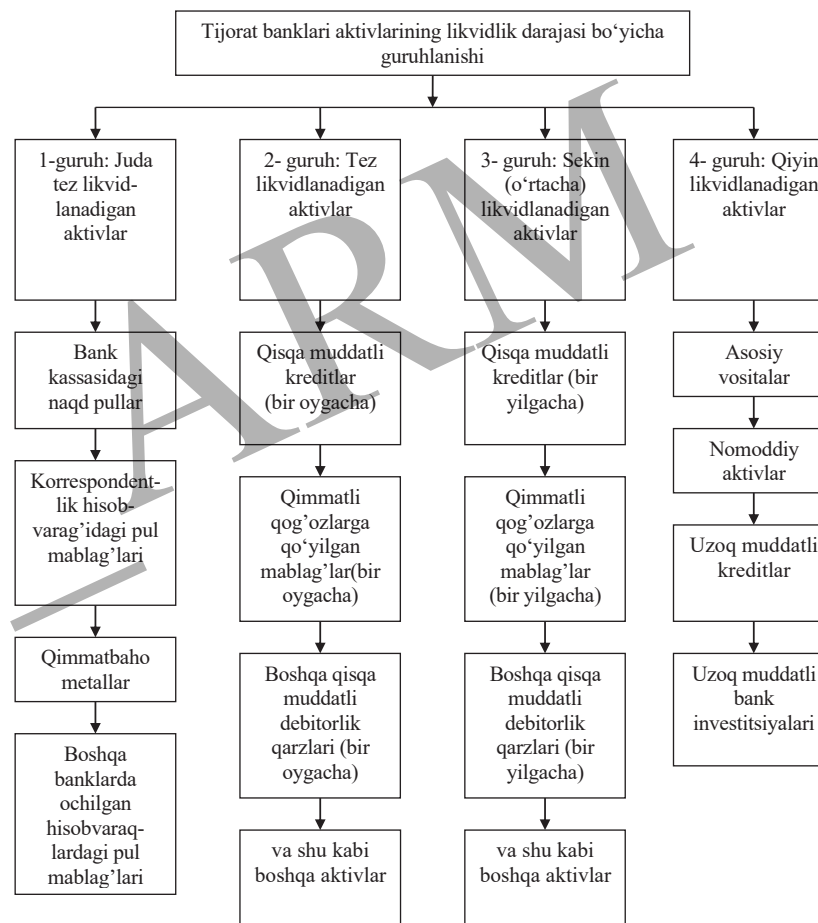 Tijorat banklari aktivlarining likvidlik darajasi bo‘yicha
guruhlanishi
1-guruh: Juda
tez likvid-
lanadigan
aktivlar
Bank
kassasidagi
naqd pullar
Korrespondent-
lik hisob-
varag’idagi pul
mablag’lari
Qimmatbaho
metallar
Boshqa
banklarda
ochilgan
hisobvaraq-
lardagi pul
mablag’lari
2- guruh: Tez
likvidlanadigan
aktivlar
Qisqa muddatli
kreditlar
(bir oygacha)
Qimmatli
qog’ozlarga
qo‘yilgan
mablag’lar(bir
oygacha)
Boshqa qisqa
muddatli
debitorlik
qarzlari (bir
oygacha)
va shu kabi
boshqa aktivlar
3- guruh: Sekin
(o‘rtacha)
likvidlanadigan
aktivlar
Qisqa muddatli
kreditlar (bir
yilgacha)
Qimmatli
qog’ozlarga
qo‘yilgan
mablag’lar
(bir yilgacha)
Boshqa qisqa
muddatli
debitorlik
qarzlari (bir
yilgacha)
va shu kabi
boshqa aktivlar
4- guruh: Qiyin
likvidlanadigan
aktivlar
Asosiy
vositalar
Nomoddiy
aktivlar
Uzoq muddatli
kreditlar
Uzoq muddatli
bank
investitsiyalari
_ARM